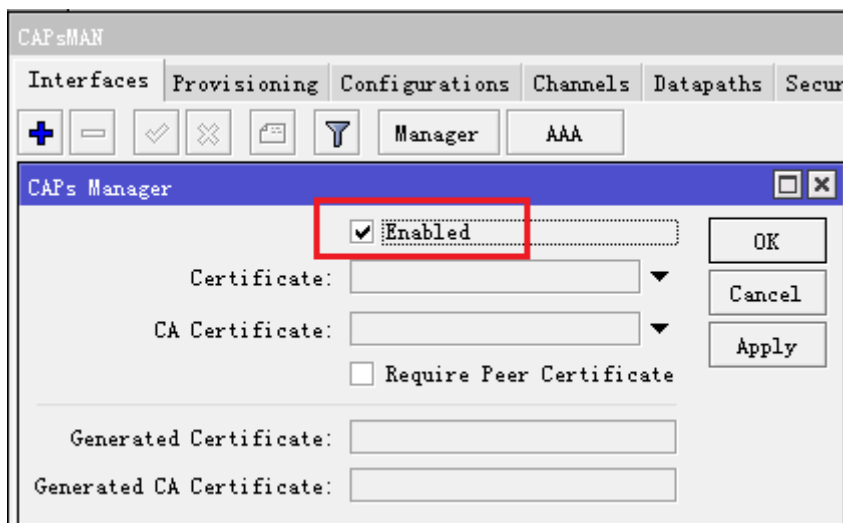 CAPsMAN
Interfaces Provisioning Configurations Channels Datapaths Secur
Manager AAA
CAPs Manager
Enabled
OK
Certificate:
Cancel
CA Certificate:
Apply
Require Peer Certificate
Generated Certificate:
Generated CA Certificate: